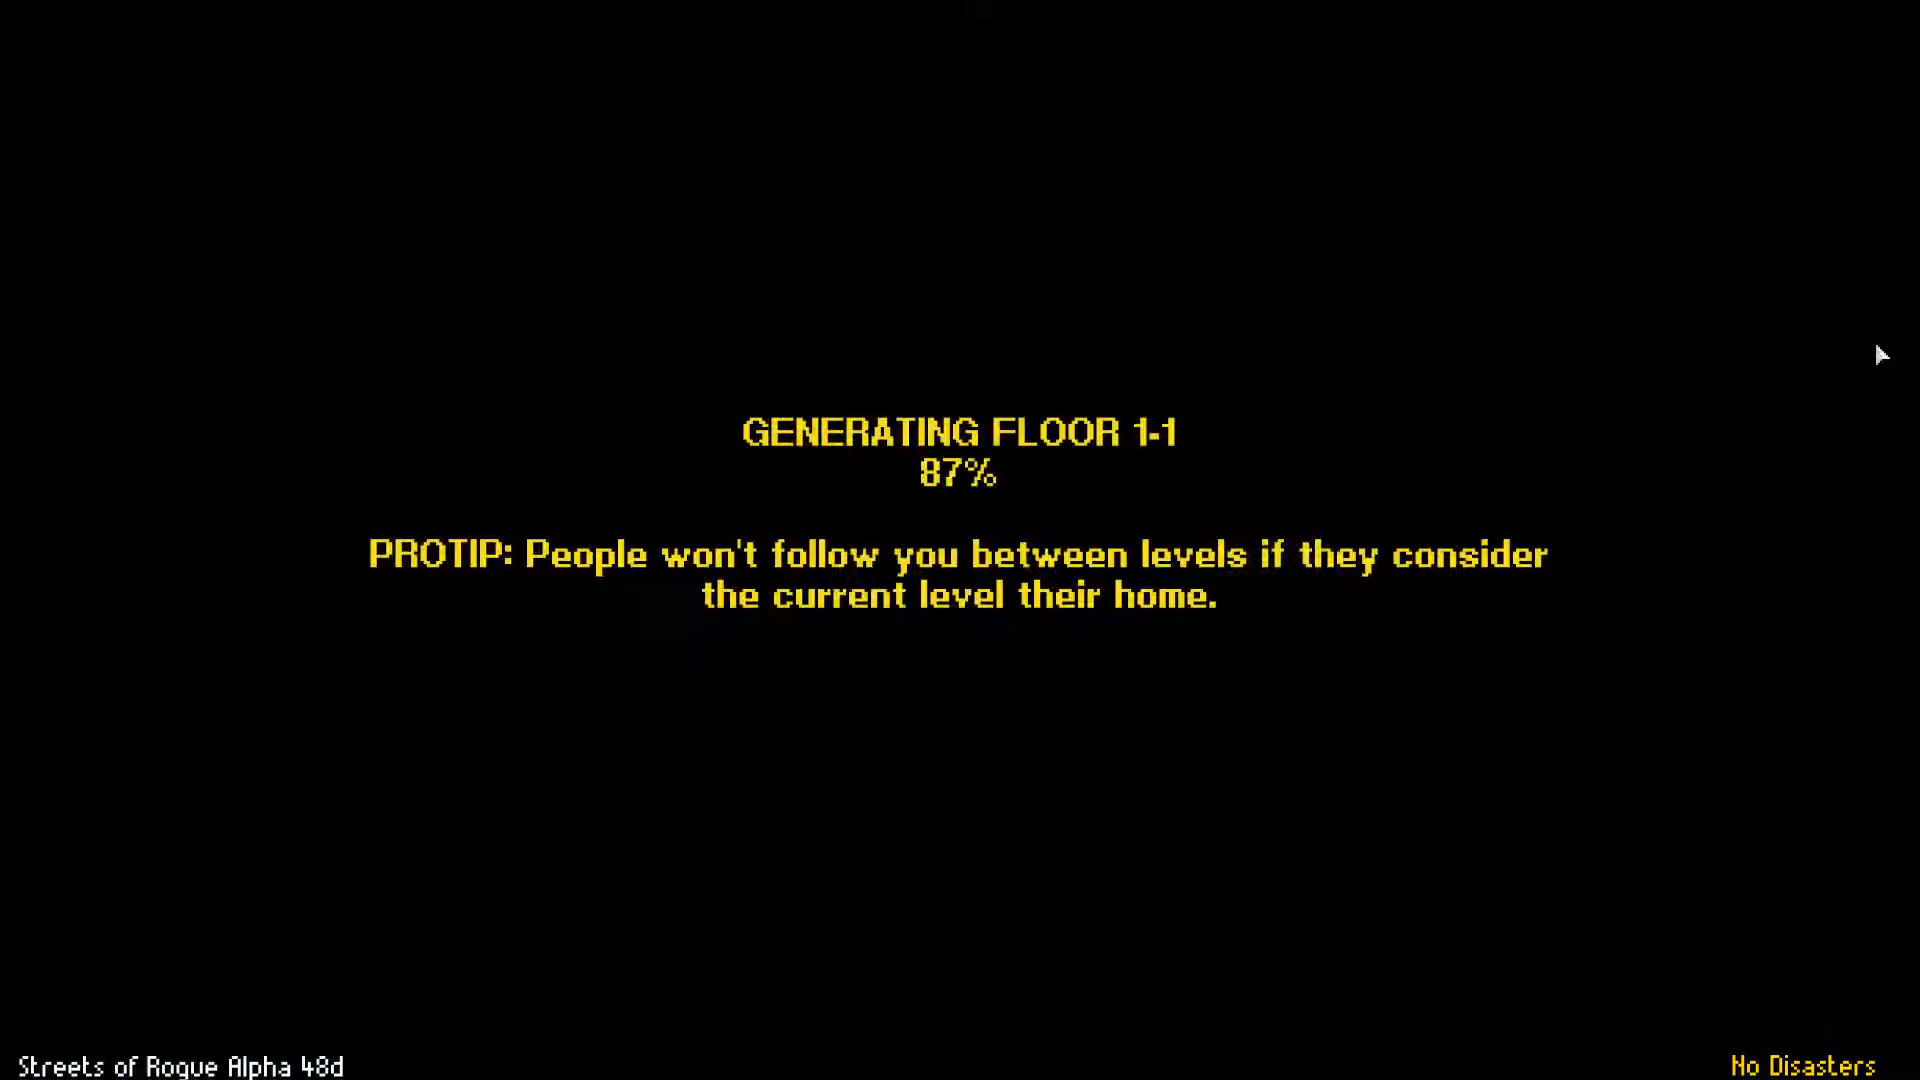 GENERATING FLOOR 1-1
87%
PROTIP: People won't follow you between levels if they consider
the current level their home.
Streets of Rogue Alpha 48d
No Disasters